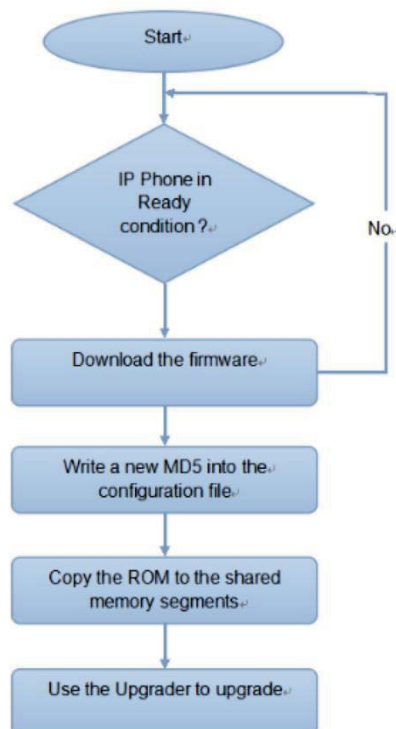 Start
IP Phone in
Ready
condition ?
No
Download the firmware
Write a new MD5 into the
configuration file
Copy the ROM to the shared
memory segments
Use the Upgrader to upgrade